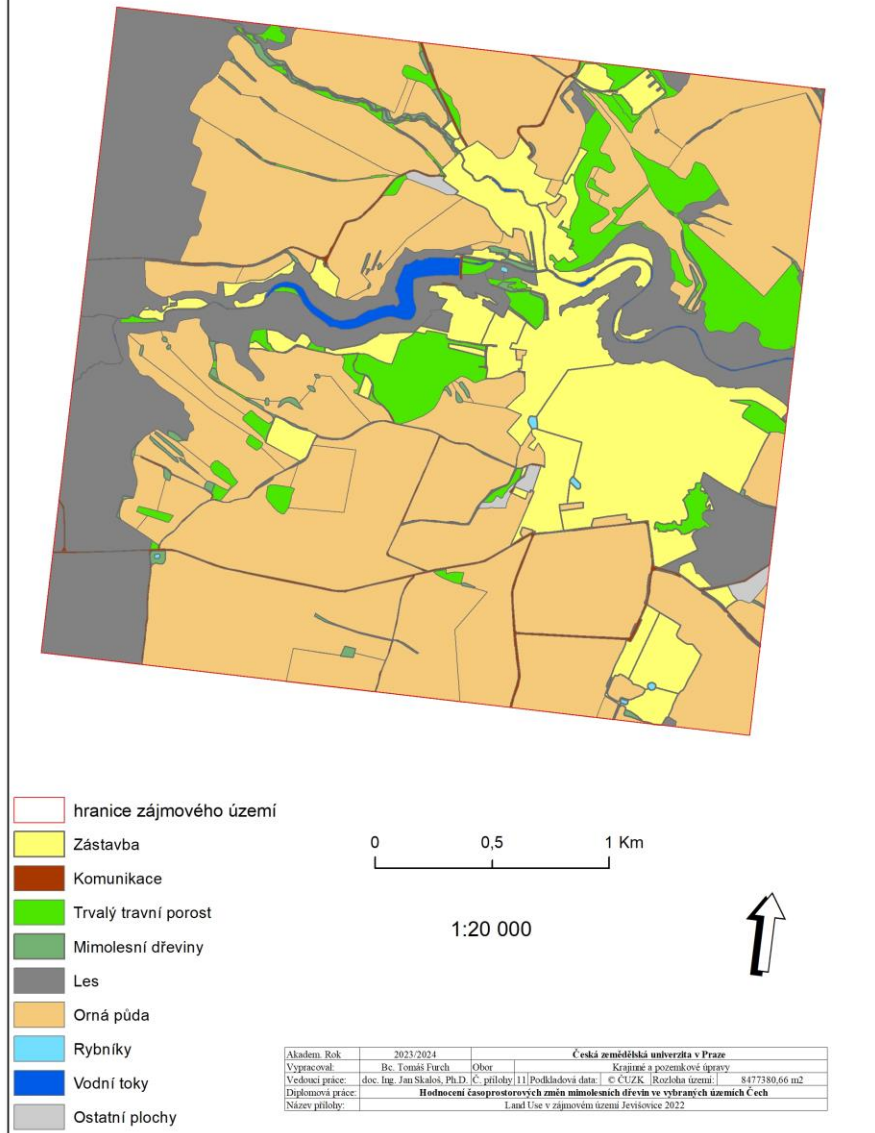 hranice zájmového území
Zástavba
Komunikace
Trvalý travní porost
Mimolesní dřeviny
Les
Orná půda
Rybníky
Vodní toky
Ostatní plochy
0 0,5 1 Km
1:20 000
Akadem. Rok 2023/2024 Česká zemědělská univerzita v Praze
Vypracoval: Bc. Tomáš Furch Obor Krajinné a pozemkové úpravy
Vedoucí práce: doc. Ing. Jan Skaloš, Ph.D. Č. přílohy 11 Podkladová data: © ČUZK Rozloha území: 8477380,66 m2
Diplomová práce: Hodnocení časoprostorových změn mimolesních dřevin ve vybraných územích Čech
Název přílohy: Land Use v zájmovém území Jevišovice 2022